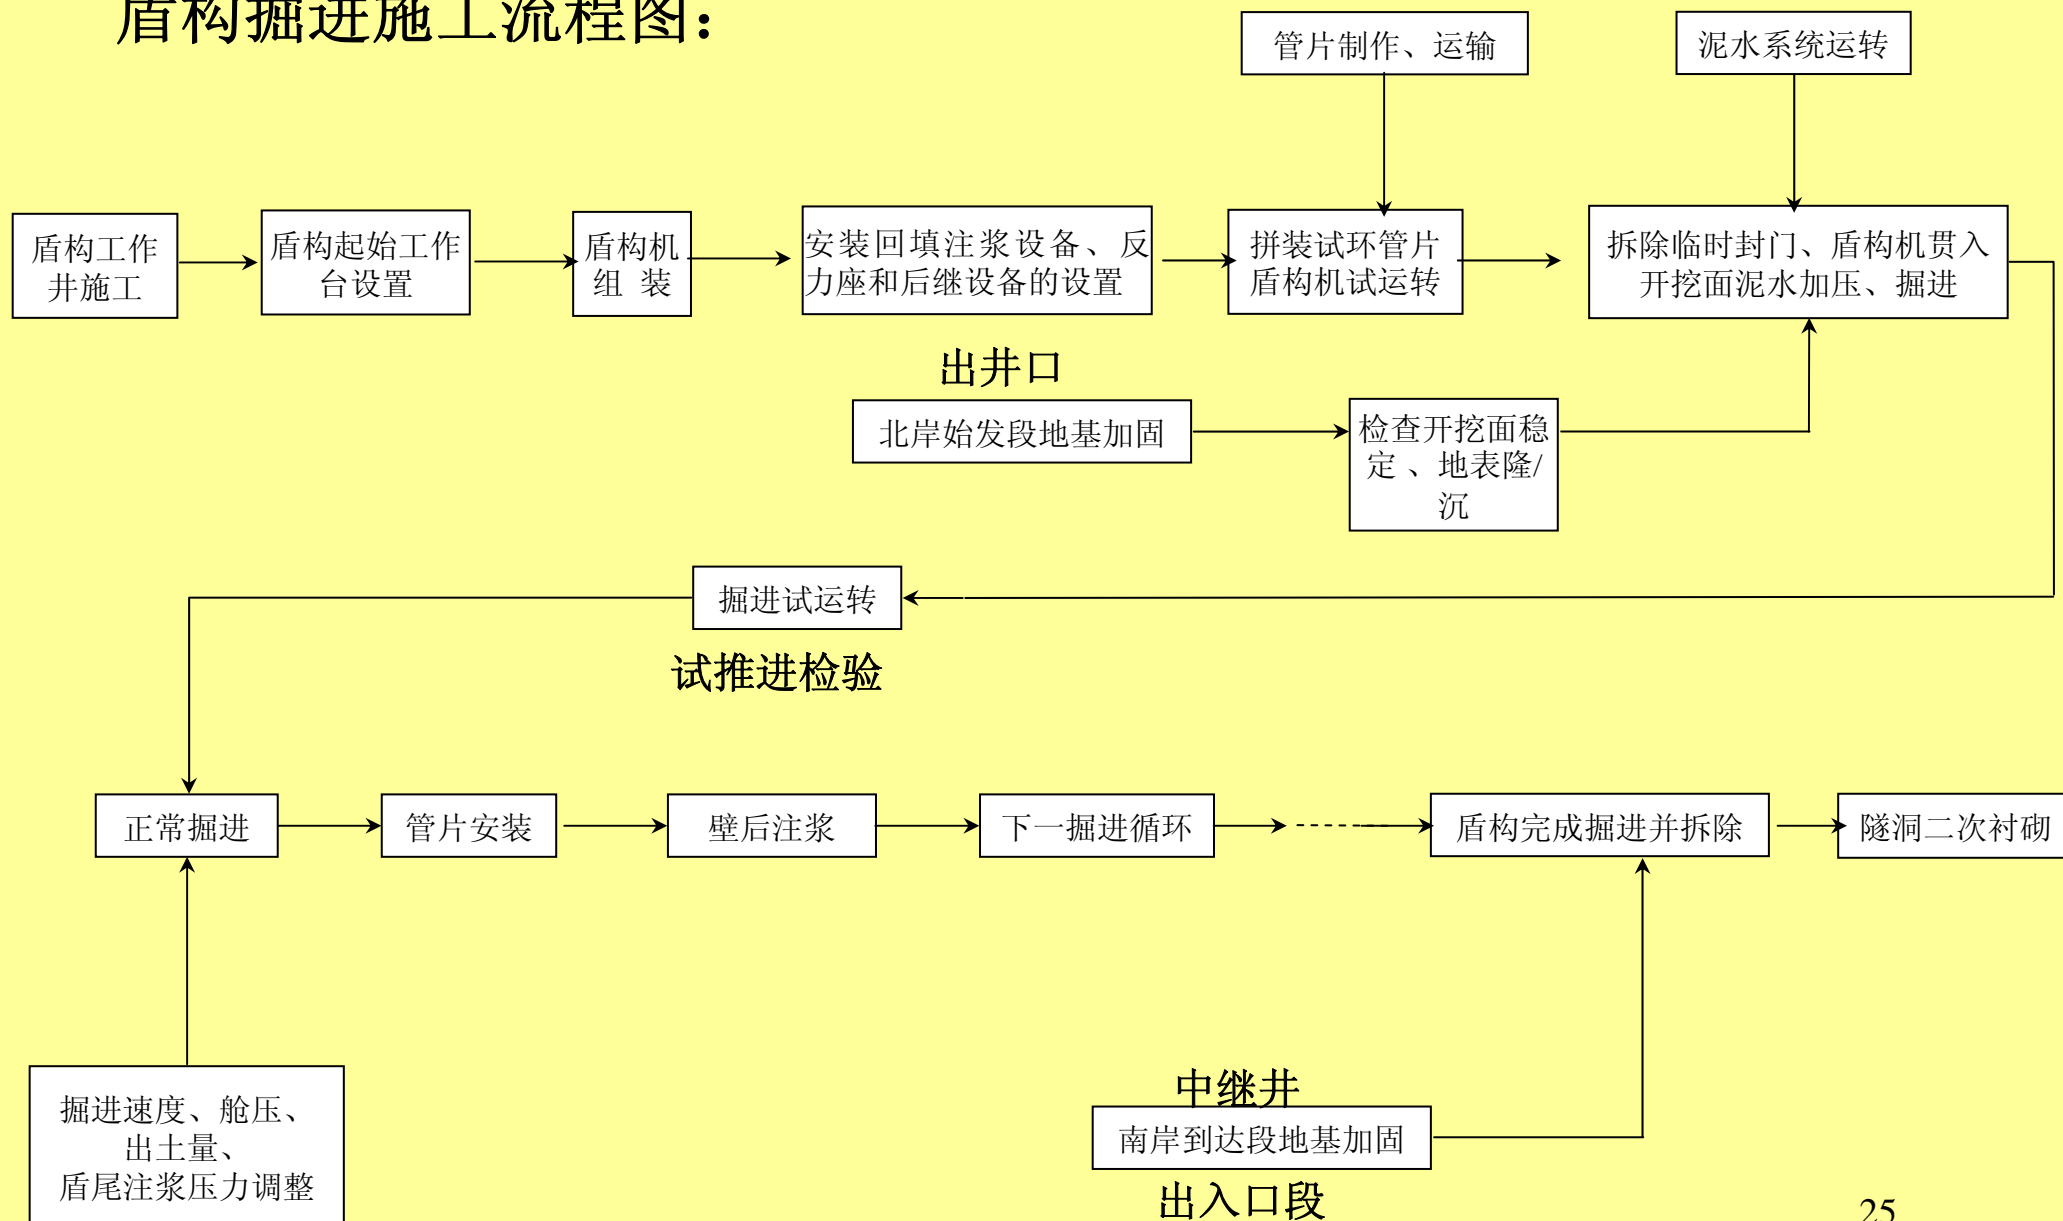 盾构掘进施工流程图：
管片制作、运输
泥水系统运转
盾构工作
井施工
盾构起始工作
台设置
盾构机
组 装
安装回填注浆设备、反
力座和后继设备的设置
拼装试环管片
盾构机试运转
拆除临时封门、盾构机贯入
开挖面泥水加压、掘进
出井口
北岸始发段地基加固
检查开挖面稳
定 、地表隆/
沉
掘进试运转
试推进检验
正常掘进
管片安装
壁后注浆
下一掘进循环
盾构完成掘进并拆除
隧洞二次衬砌
掘进速度、舱压、
出土量、
盾尾注浆压力调整
中继井
南岸到达段地基加固
出入口段
25